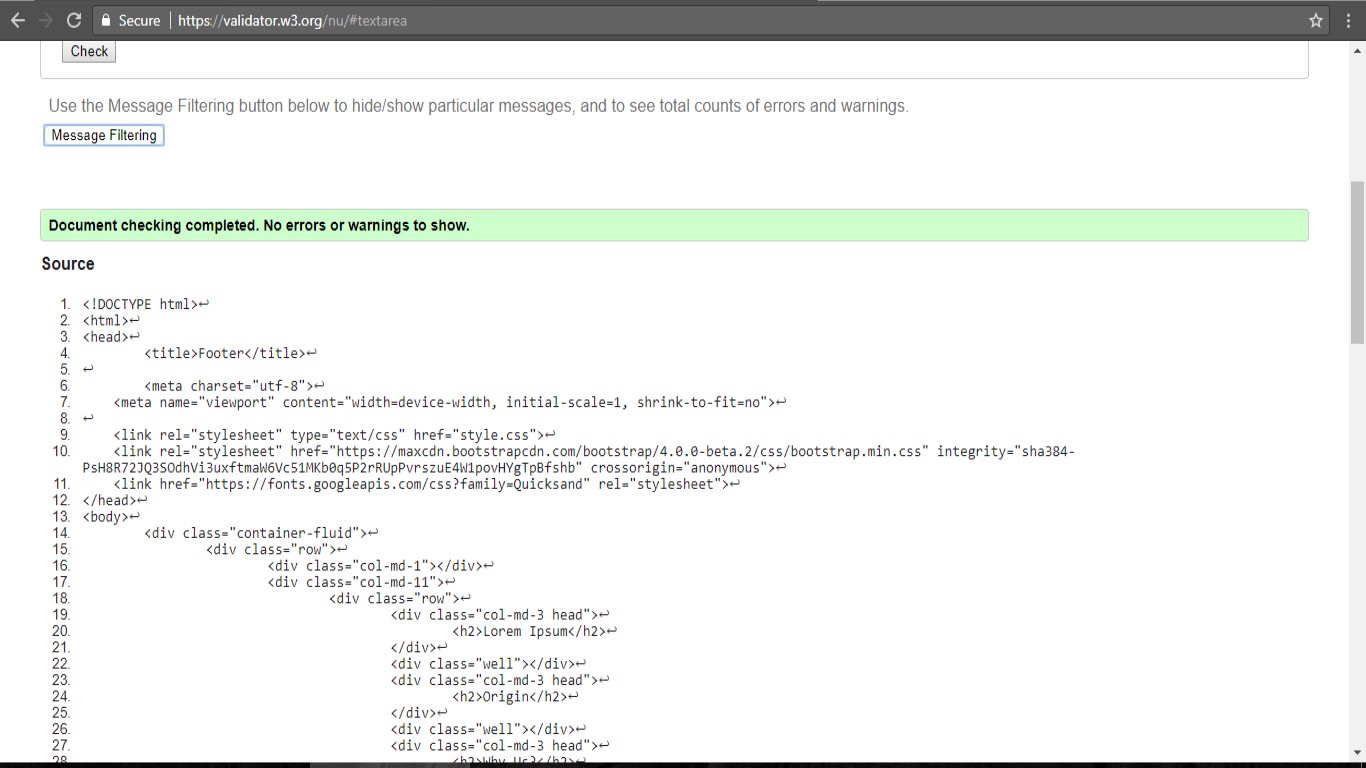 Secure https://validator.w3.org/nu/#textarea
Check
Use the Message Filtering button below to hide/show particular messages, and to see total counts of errors and warnings.
Message Filtering
Document checking completed. No errors or warnings to show.
Source
1. <!DOCTYPE html>↩
2. <html>↩
3. <head>↩
4. <title>Footer</title>↩
5. ↩
6. <meta charset="utf-8">↩
7. <meta name="viewport" content="width=device-width, initial-scale=1, shrink-to-fit=no">↩
8. ↩
9. <link rel="stylesheet" type="text/css" href="style.css">↩
10. <link rel="stylesheet" href="https://maxcdn.bootstrapcdn.com/bootstrap/4.0.0-beta.2/css/bootstrap.min.css" integrity="sha384-
PsH8R72JQ3SOdhVi3uxftmaW6Vc51MKb0q5P2rRUpPvrszuE4W1povHYgTpBfshb" crossorigin="anonymous">↩
11. <link href="https://fonts.googleapis.com/css?family=Quicksand" rel="stylesheet">↩
12. </head>↩
13. <body>↩
14. <div class="container-fluid">↩
15. <div class="row">↩
16. <div class="col-md-1"></div>↩
17. <div class="col-md-11">↩
18. <div class="row">↩
19. <div class="col-md-3 head">↩
20. <h2>Lorem Ipsum</h2>↩
21. </div>↩
22. <div class="well"></div>↩
23. <div class="col-md-3 head">↩
24. <h2>Origin</h2>↩
25. </div>↩
26. <div class="well"></div>↩
27. <div class="col-md-3 head">↩
28. <h2>Why Us?</h2>↩